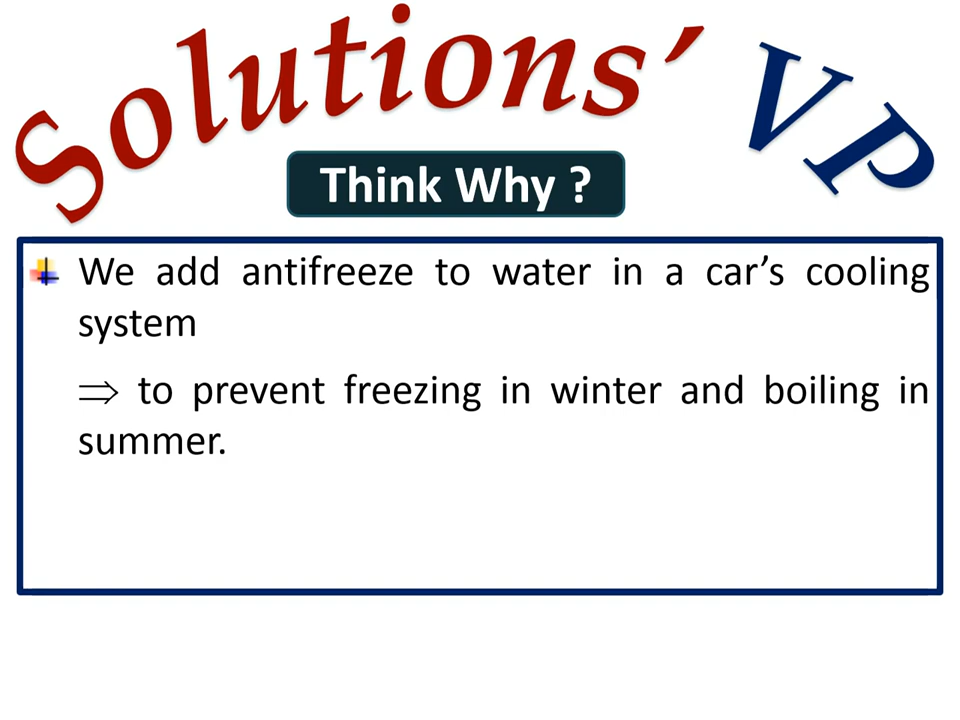 Solutions’ VP
Think Why ?
We add antifreeze to water in a car’s cooling
system
⇒ to prevent freezing in winter and boiling in
summer.